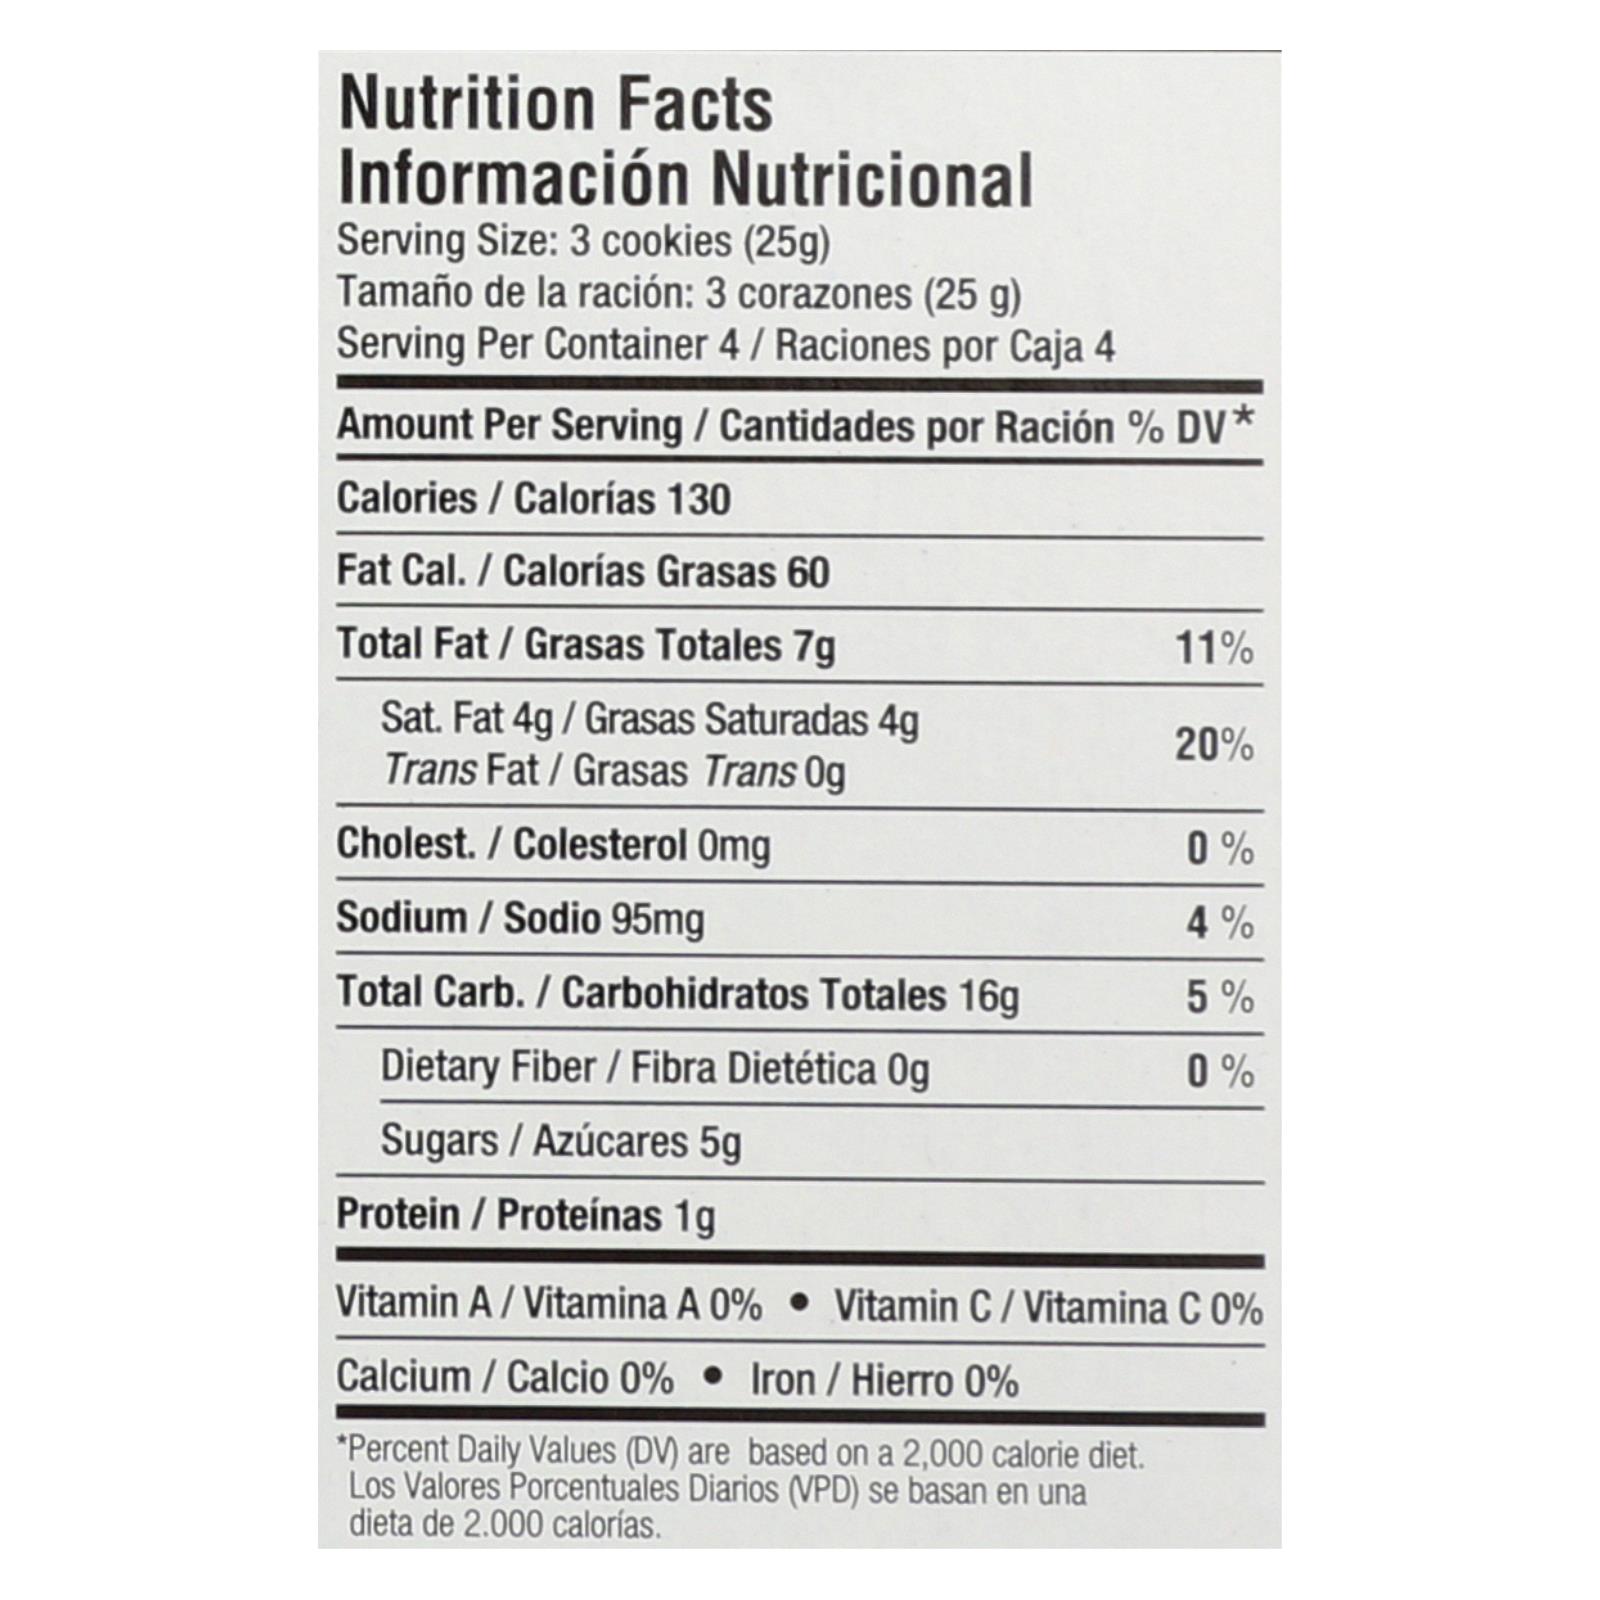 Nutrition Facts
Información Nutricional
Serving Size: 3 cookies (25g)
Tamaño de la ración: 3 corazones (25 g)
Serving Per Container 4 / Raciones por Caja 4
Amount Per Serving / Cantidades por Ración % DV*
Calories / Calorías 130
Fat Cal. / Calorías Grasas 60
Total Fat / Grasas Totales 7g 11%
Sat. Fat 4g / Grasas Saturadas 4g 20%
Trans Fat / Grasas Trans 0g
Cholest. / Colesterol 0mg 0 %
Sodium / Sodio 95mg 4 %
Total Carb. / Carbohidratos Totales 16g 5 %
Dietary Fiber / Fibra Dietética 0g 0 %
Sugars / Azúcares 5g
Protein / Proteínas 1g
Vitamin A / Vitamina A 0% • Vitamin C / Vitamina C 0%
Calcium / Calcio 0% • Iron / Hierro 0%
*Percent Daily Values (DV) are based on a 2,000 calorie diet.
Los Valores Porcentuales Diarios (VPD) se basan en una
dieta de 2.000 calorías.